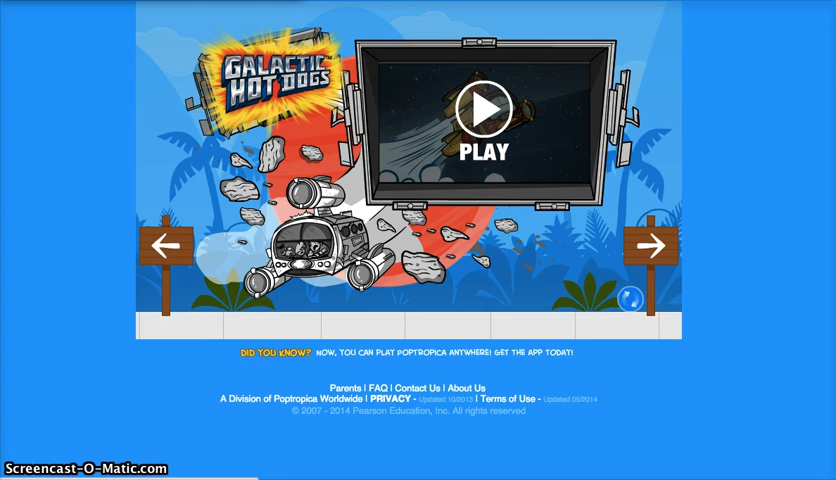 GALACTIC
HOT DOGS™
PLAY
DID YOU KNOW? NOW, YOU CAN PLAY POPTROPICA ANYWHERE! GET THE APP TODAY!
Parents | FAQ | Contact Us | About Us
A Division of Poptropica Worldwide | PRIVACY - Updated 10/2013 | Terms of Use - Updated 05/2014
© 2007 - 2014 Pearson Education, Inc. All rights reserved
Screencast-O-Matic.com